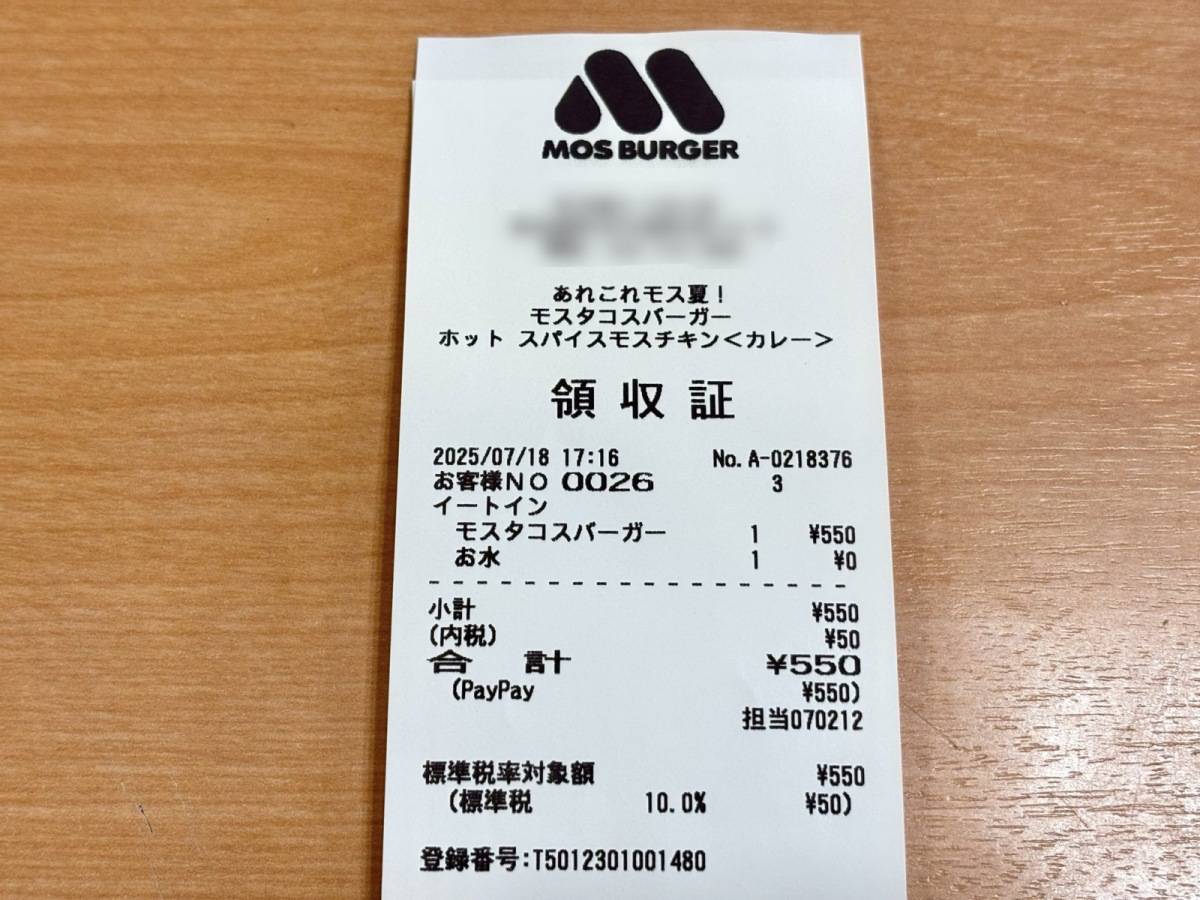 MOS BURGER
あれこれモス夏!
モスタコスバーガー
ホット スパイスモスチキン<カレー>
領収証
2025/07/18 17:16 No.A-0218376
お客様NO 0026 3
イートイン
モスタコスバーガー 1 ¥550
お水 1 ¥0
小計 ¥550
(内税) ¥50
合計 ¥550
(PayPay ¥550)
担当070212
標準税率対象額 ¥550
(標準税 10.0% ¥50)
登録番号:T5012301001480